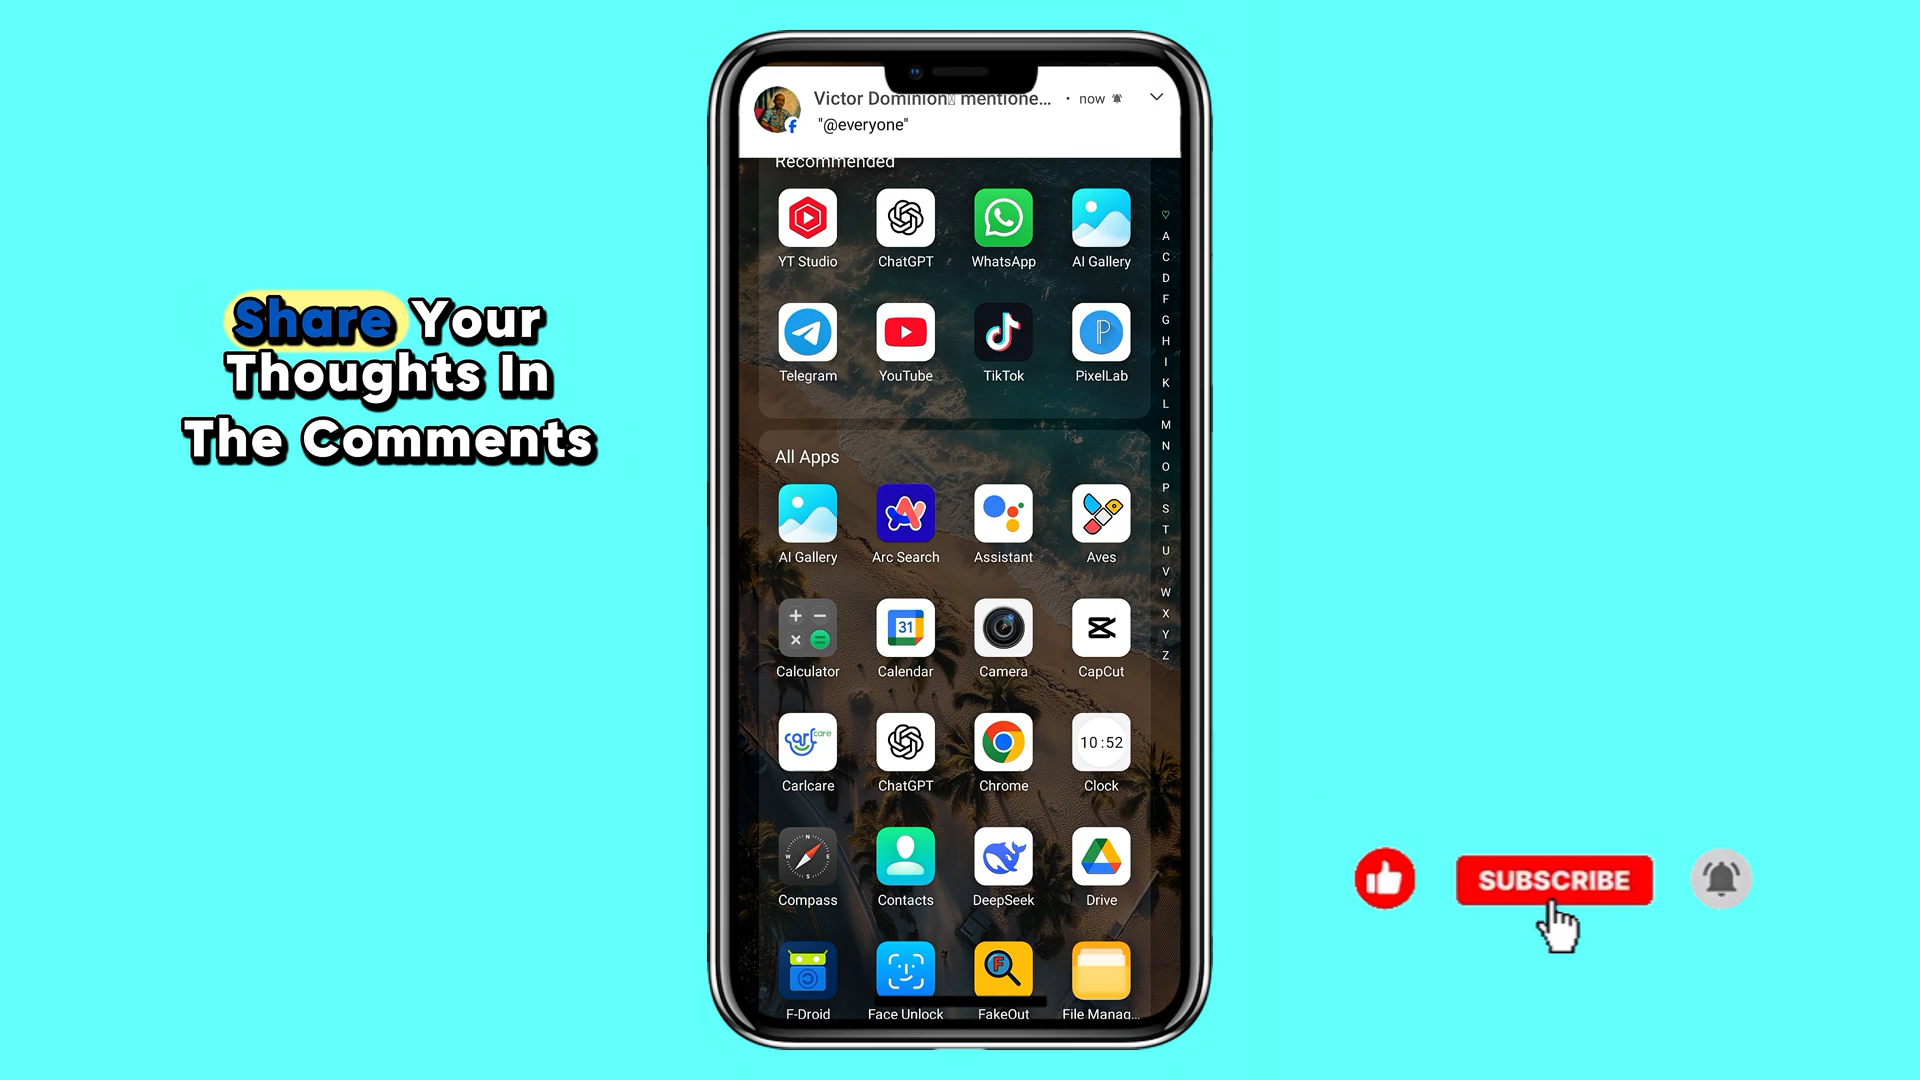 Share Your
Thoughts In
The Comments
Victor Dominion mentione... • now
"@everyone"
Recommended
YT Studio
ChatGPT
WhatsApp
AI Gallery
Telegram
YouTube
TikTok
PixelLab
All Apps
AI Gallery
Arc Search
Assistant
Aves
Calculator
31
Calendar
Camera
CapCut
carlcare
Carlcare
ChatGPT
Chrome
10:52
Clock
N
W
E
S
Compass
Contacts
DeepSeek
Drive
F-Droid
Face Unlock
F
FakeOut
File Manag...
A
C
D
F
G
H
I
K
L
M
N
O
P
S
T
U
V
W
X
Y
Z
SUBSCRIBE